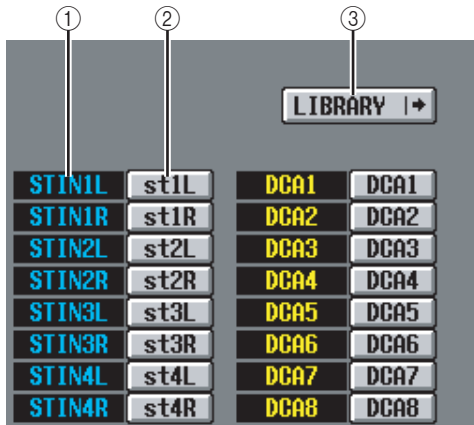 ① ② ③
LIBRARY
STIN1L st1L DCA1 DCA1
STIN1R st1R DCA2 DCA2
STIN2L st2L DCA3 DCA3
STIN2R st2R DCA4 DCA4
STIN3L st3L DCA5 DCA5
STIN3R st3R DCA6 DCA6
STIN4L st4L DCA7 DCA7
STIN4R st4R DCA8 DCA8